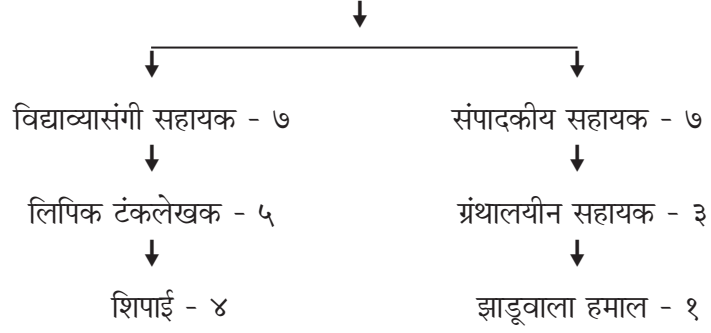 विद्याव्यासंगी सहायक - ७ संपादकीय सहायक - ७
लिपिक टंकलेखक - ५ ग्रंथालयीन सहायक - ३
शिपाई - ४ झाडूवाला हमाल - १